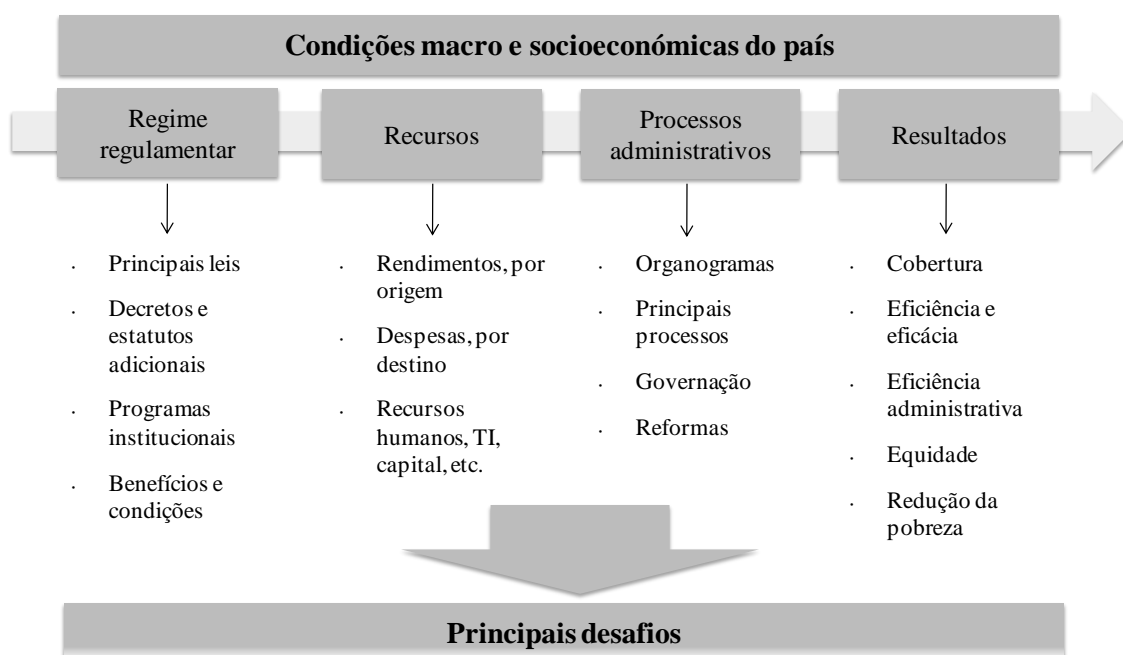 Condições macro e socioeconómicas do país
Regime
regulamentar
Recursos
Processos
administrativos
Resultados
· Principais leis
· Decretos e
estatutos
adicionais
· Programas
institucionais
· Benefícios e
condições
· Rendimentos, por
origem
· Despesas, por
destino
· Recursos
humanos, TI,
capital, etc.
· Organogramas
· Principais
processos
· Governação
· Reformas
· Cobertura
· Eficiência e
eficácia
· Eficiência
administrativa
· Equidade
· Redução da
pobreza
Principais desafios